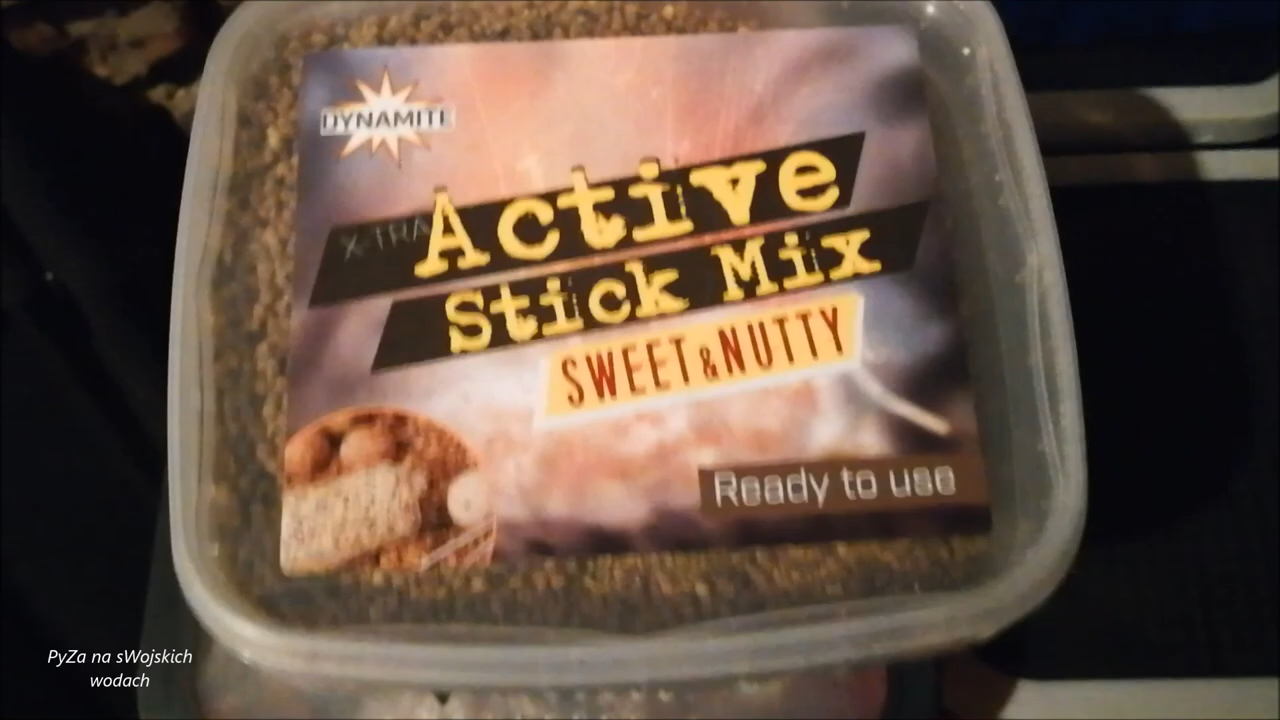 DYNAMITE
X-TRA Active
Stick Mix
SWEET&NUTTY
Ready to use
PyZa na sWojskich
wodach